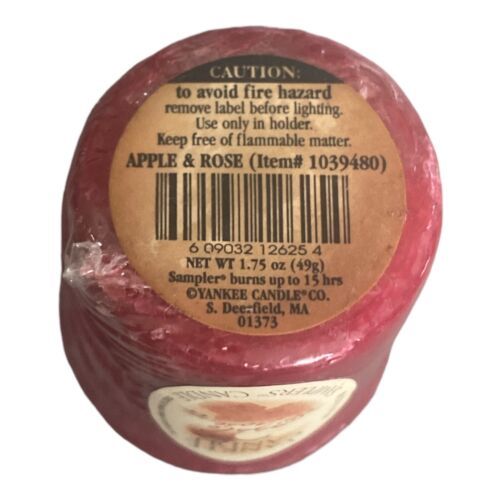 CAUTION:
to avoid fire hazard
remove label before lighting.
Use only in holder.
Keep free of flammable matter.
APPLE & ROSE (Item# 1039480)
6 09032 12625 4
NET WT 1.75 oz (49g)
Sampler® burns up to 15 hrs
©YANKEE CANDLE® CO.
S. Deerfield, MA
01373